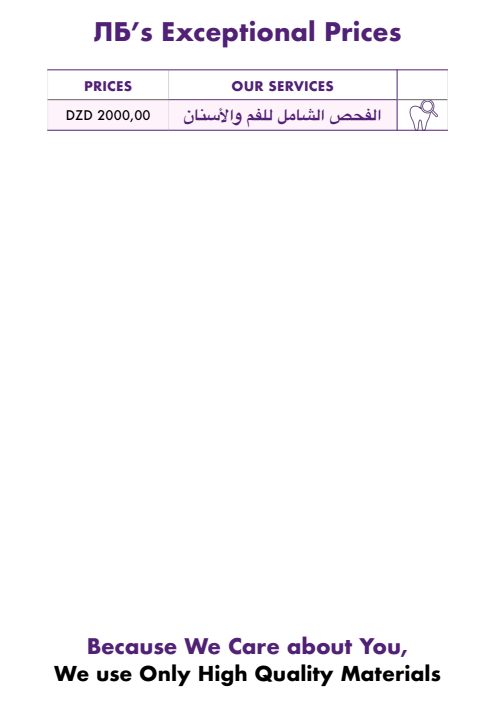 ЛБ’s Exceptional Prices
PRICES OUR SERVICES
DZD 2000,00 الفحص الشامل للفم والأسنان
Because We Care about You,
We use Only High Quality Materials